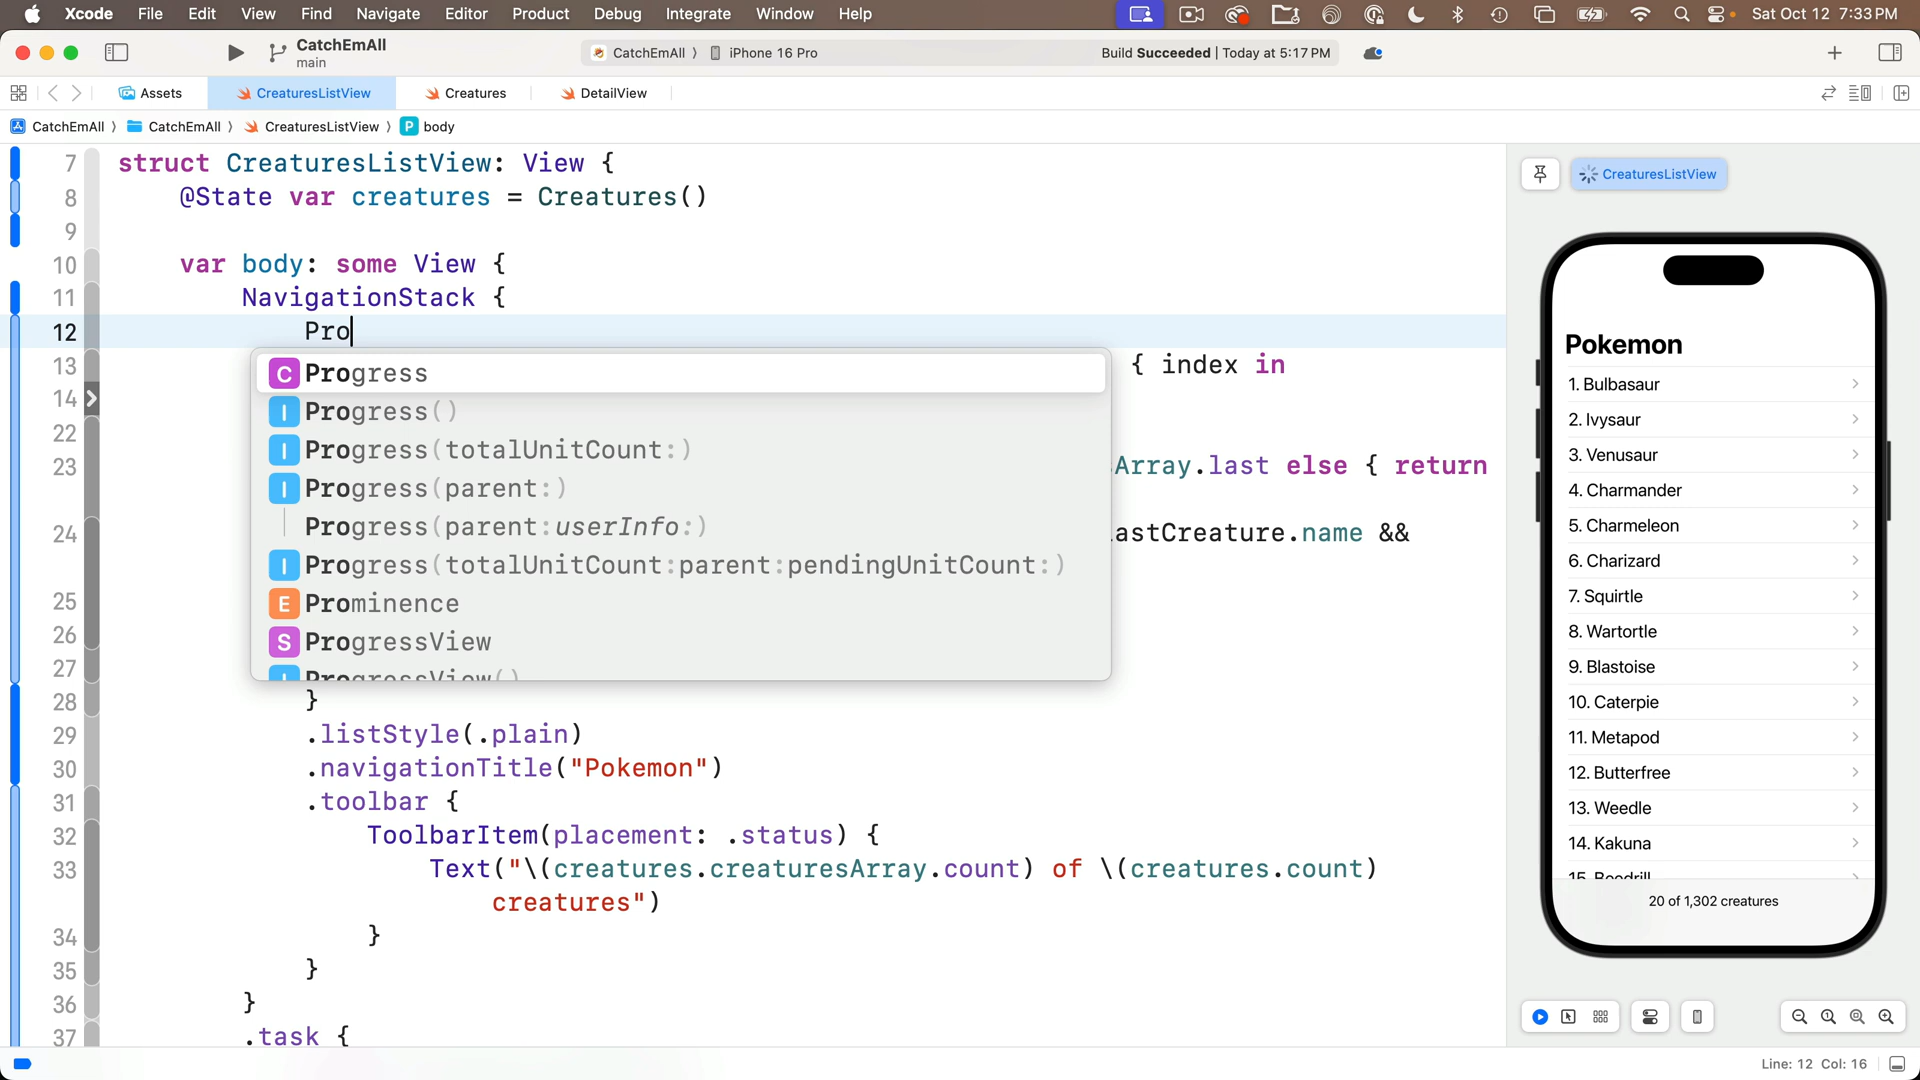 Xcode File Edit View Find Navigate Editor Product Debug Integrate Window Help Sat Oct 12 7:33 PM
CatchEmAll
main
CatchEmAll 〉 iPhone 16 Pro Build Succeeded | Today at 5:17 PM
Assets CreaturesListView Creatures DetailView
CatchEmAll 〉 CatchEmAll 〉 CreaturesListView 〉 P body
7 struct CreaturesListView: View {
8 @State var creatures = Creatures()
9
10 var body: some View {
11 NavigationStack {
12 Pro
13 { index in
14
22
23 Array.last else { return
24 astCreature.name &&
25
26
27
28 }
29 .listStyle(.plain)
30 .navigationTitle("Pokemon")
31 .toolbar {
32 ToolbarItem(placement: .status) {
33 Text("\(creatures.creaturesArray.count) of \(creatures.count)
creatures")
34 }
35 }
36 }
37 .task {
C Progress
I Progress()
I Progress(totalUnitCount:)
I Progress(parent:)
Progress(parent:userInfo:)
I Progress(totalUnitCount:parent:pendingUnitCount:)
E Prominence
S ProgressView
I ProgressView()
CreaturesListView
Pokemon
1. Bulbasaur
2. Ivysaur
3. Venusaur
4. Charmander
5. Charmeleon
6. Charizard
7. Squirtle
8. Wartortle
9. Blastoise
10. Caterpie
11. Metapod
12. Butterfree
13. Weedle
14. Kakuna
15. Beedrill
20 of 1,302 creatures
Line: 12 Col: 16